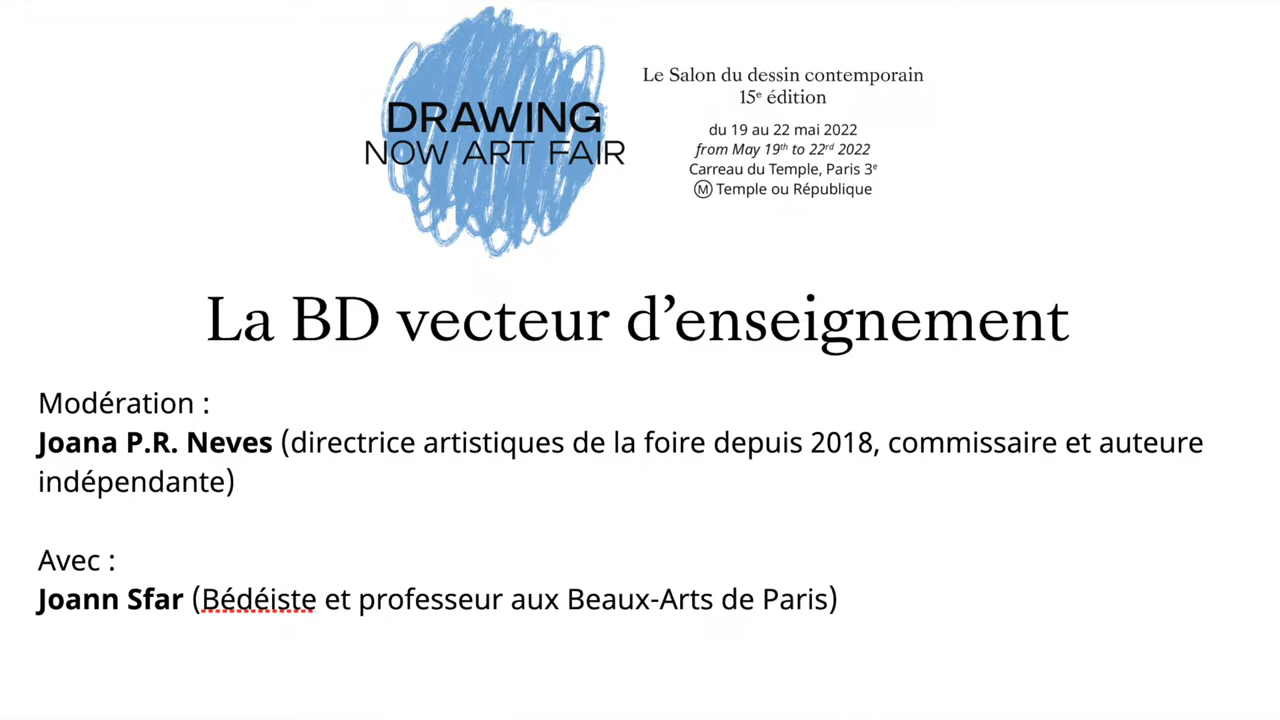 DRAWING
NOW ART FAIR
Le Salon du dessin contemporain
15e édition
du 19 au 22 mai 2022
from May 19th to 22rd 2022
Carreau du Temple, Paris 3e
M Temple ou République
La BD vecteur d’enseignement
Modération :
Joana P.R. Neves (directrice artistiques de la foire depuis 2018, commissaire et auteure
indépendante)
Avec :
Joann Sfar (Bédéiste et professeur aux Beaux-Arts de Paris)